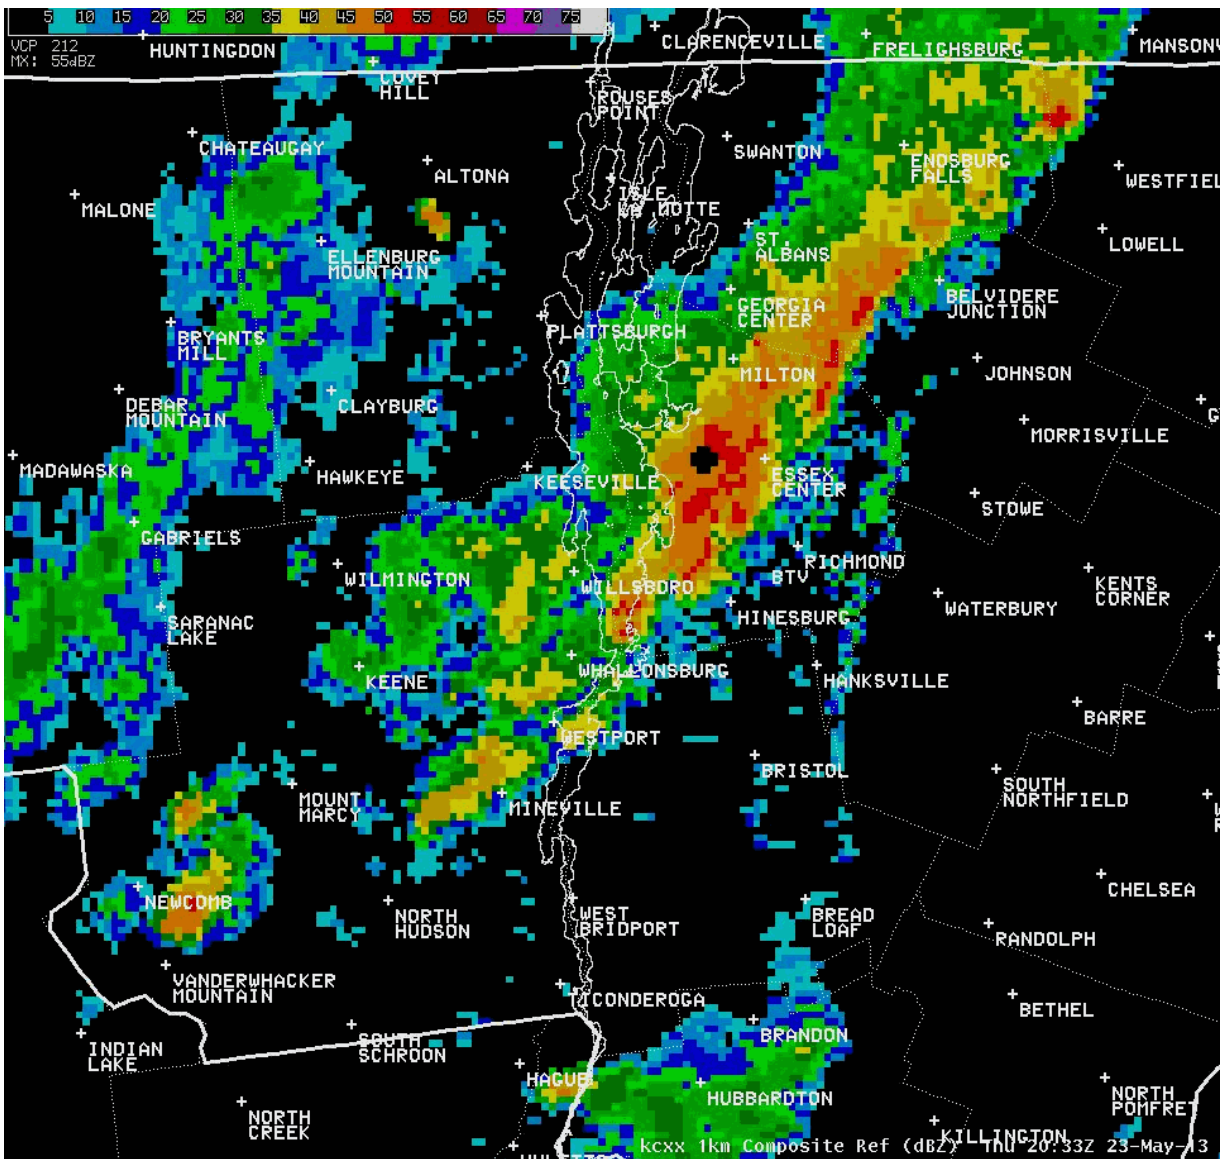 5 10 15 20 25 30 35 40 45 50 55 60 65 70 75
VCP 212
MX: 55dBZ
HUNTINGDON
CLARENCEVILLE
FRELIGHSBURG
COVEY
HILL
ROUSES
POINT
CHATEAUGAY
SWANTON
ENOSBURG
FALLS
ALTONA
MALONE
ISLE
LA MOTTE
LOWELL
ST.
ALBANS
ELLENBURG
MOUNTAIN
GEORGIA
CENTER
BELVIDERE
JUNCTION
PLATTSBURGH
BRYANTS
MILL
MILTON
JOHNSON
DEBAR
MOUNTAIN
CLAYBURG
MORRISVILLE
MADAWASKA
HAWKEYE
KEESEVILLE
ESSEX
CENTER
STOWE
GABRIELS
WILMINGTON
WILLSBORO
BTV
RICHMOND
KENTS
CORNER
SARANAC
LAKE
HINESBURG
WATERBURY
KEENE
WHALLONSBURG
HANKSVILLE
BARRE
WESTPORT
BRISTOL
SOUTH
NORTHFIELD
MOUNT
MARCY
MINEVILLE
CHELSEA
NEWCOMB
NORTH
HUDSON
WEST
BRIDPORT
BREAD
LOAF
RANDOLPH
VANDERWHACKER
MOUNTAIN
TICONDEROGA
BETHEL
SOUTH
SCHROON
BRANDON
INDIAN
LAKE
HAGUE
HUBBARDTON
NORTH
POMFRET
NORTH
CREEK
KILLINGTON
kcxx 1km Composite Ref (dBZ) Thu 20:33Z 23-May-13